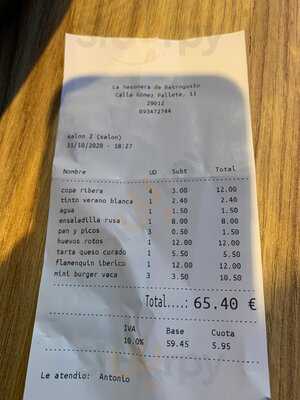 La Tesonera de Batroguito
Calle Gómez Pallete, 11
29012
693472744
salon 2 (salon)
31/10/2020 - 18:27
Nombre UD Subt Total
copa ribera 4 3.00 12.00
tinto verano blanca 1 2.40 2.40
agua 1 1.50 1.50
ensaladilla rusa 1 8.00 8.00
pan y picos 3 0.50 1.50
huevos rotos 1 12.00 12.00
tarta queso curado 1 5.50 5.50
flamenquin iberico 1 12.00 12.00
mini burger vaca 3 3.50 10.50
Total....: 65.40 €
IVA Base Cuota
10.0% 59.45 5.95
Le atendio: Antonio